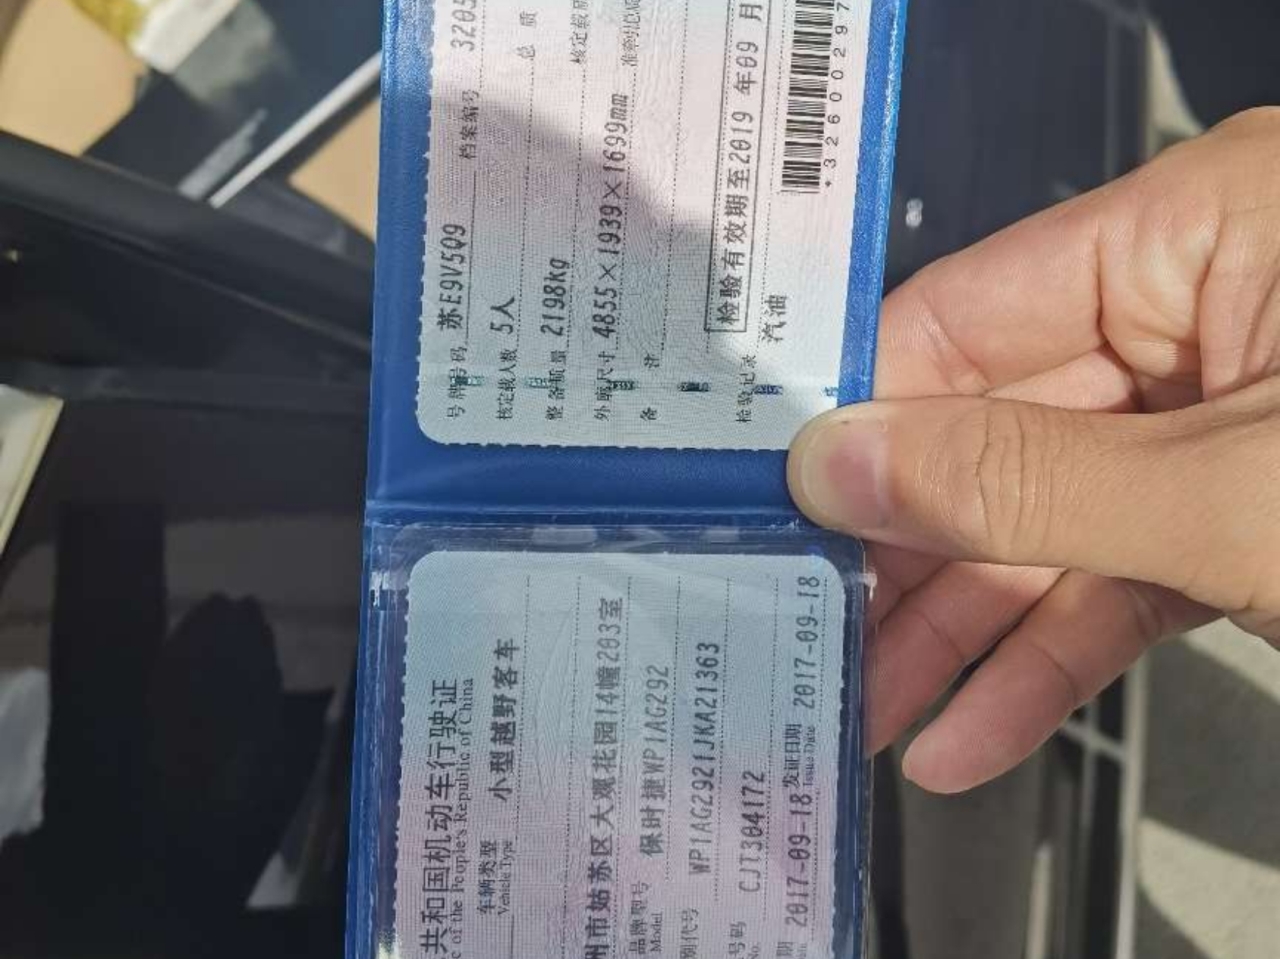 共和国机动车行驶证
c of the People's Republic of China
车辆类型 小型越野客车
Vehicle Type
州市姑苏区大观花园14幢203室
品牌型号 保时捷WP1AG292
Model
别代号 WP1AG2921JKA21363
号码 CJT304172
No.
期 2017-09-18 发证日期 2017-09-18
Issue Date
号牌号码 苏E9V5Q9 档案编号 3205
核定载人数 5人 总质
整备质量 2198kg 核定载质
外廓尺寸 4855×1939×1699mm 准牵引总质
备注
检验有效期至2019年09月
检验记录 汽油
*32600297